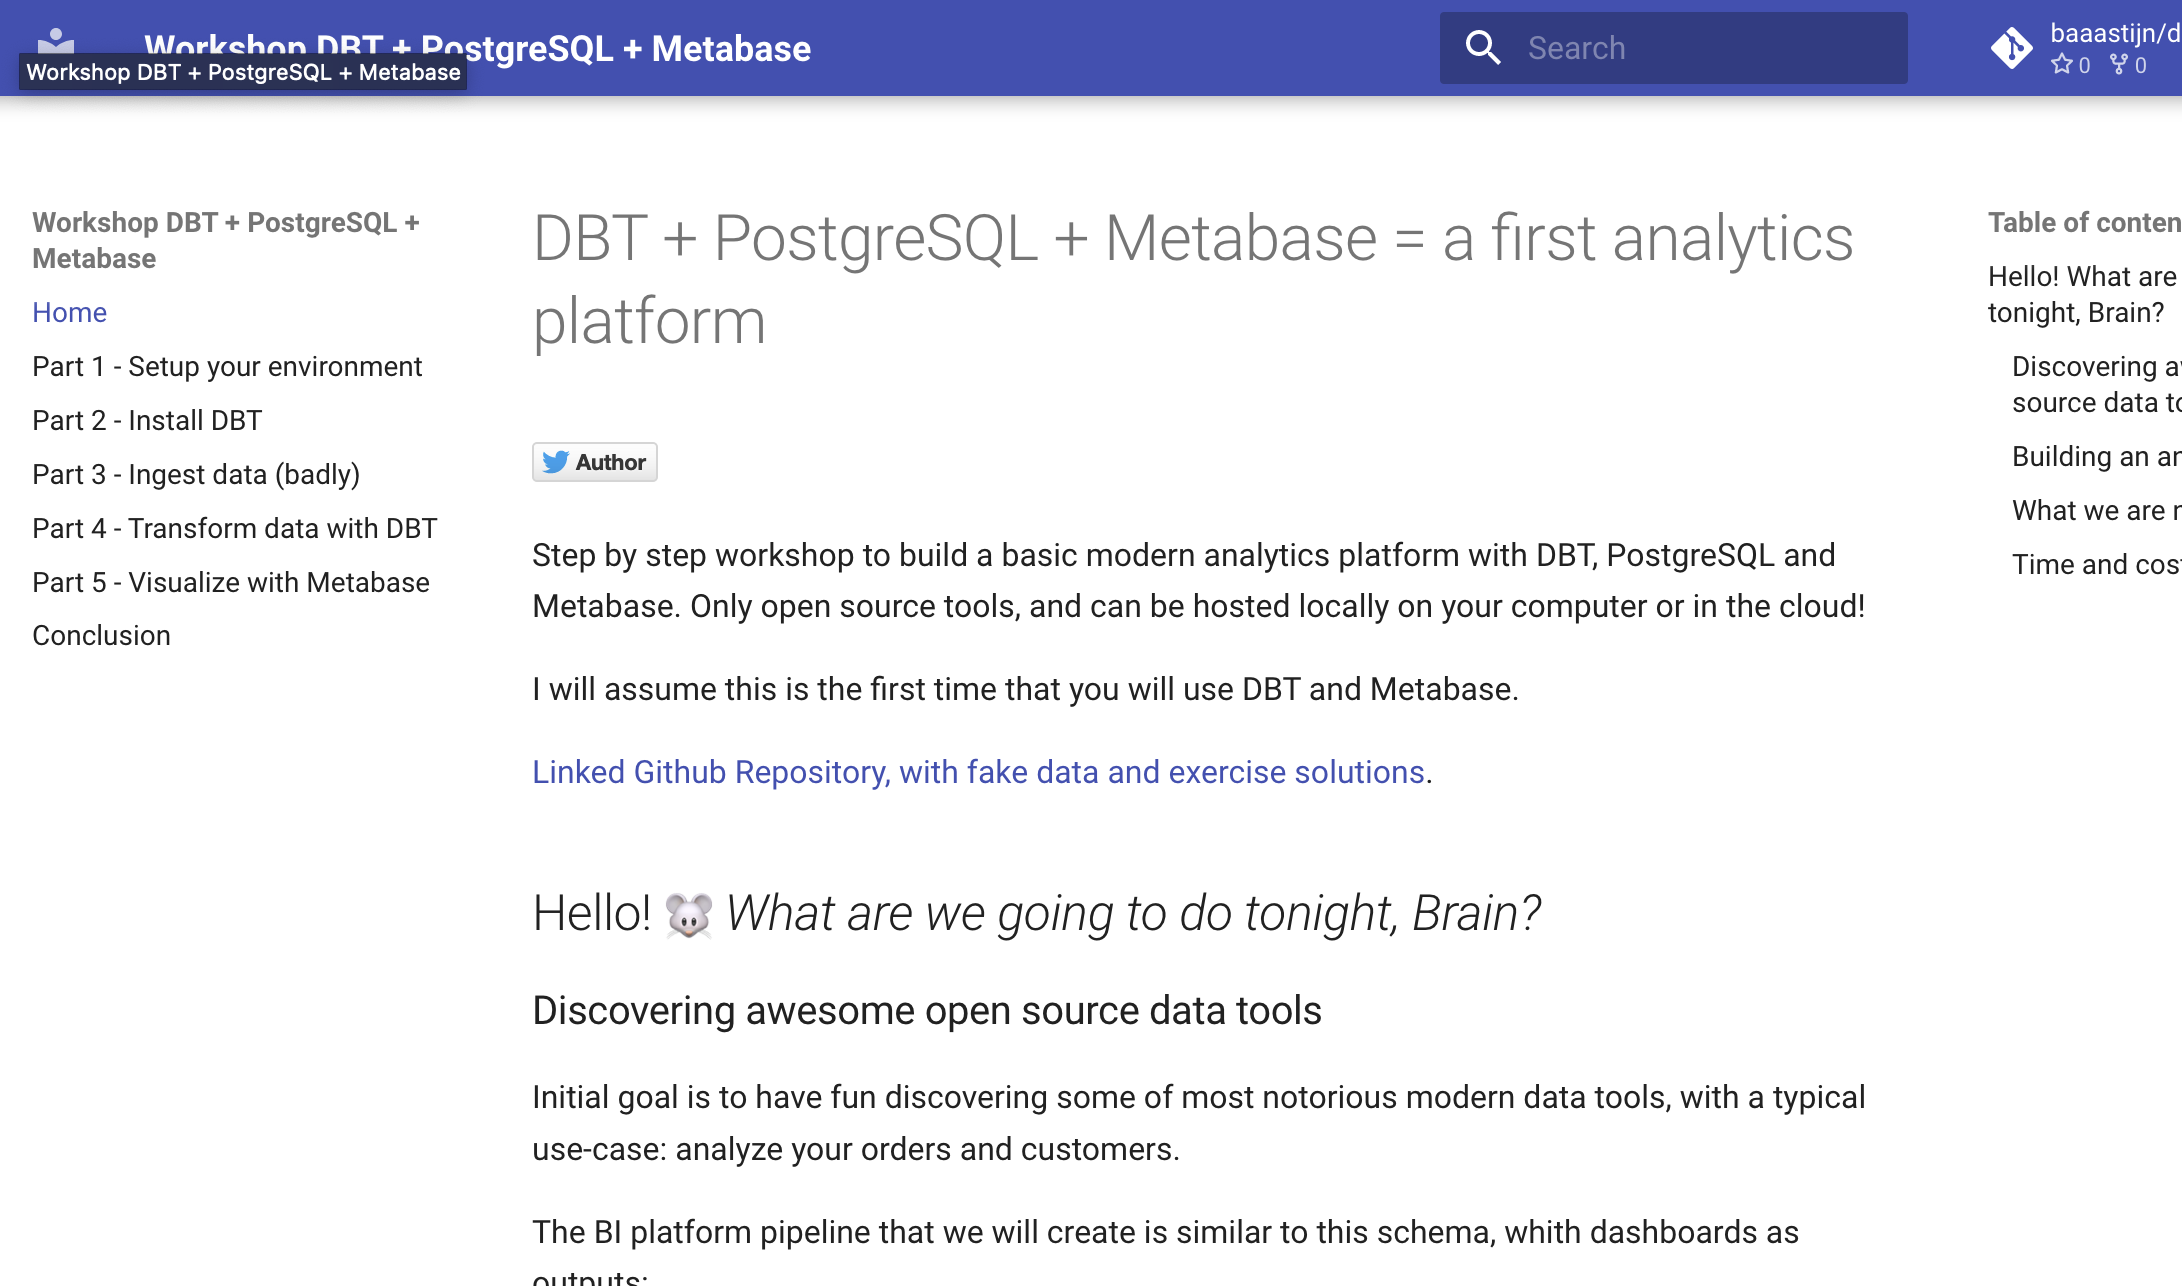 Workshop DBT + PostgreSQL + Metabase
Workshop DBT + PostgreSQL + Metabase
Search
baaastijn/d
0 0
Workshop DBT + PostgreSQL +
Metabase
Home
Part 1 - Setup your environment
Part 2 - Install DBT
Part 3 - Ingest data (badly)
Part 4 - Transform data with DBT
Part 5 - Visualize with Metabase
Conclusion
DBT + PostgreSQL + Metabase = a first analytics
platform
Author
Step by step workshop to build a basic modern analytics platform with DBT, PostgreSQL and
Metabase. Only open source tools, and can be hosted locally on your computer or in the cloud!
I will assume this is the first time that you will use DBT and Metabase.
Linked Github Repository, with fake data and exercise solutions.
Hello! 🐭 What are we going to do tonight, Brain?
Discovering awesome open source data tools
Initial goal is to have fun discovering some of most notorious modern data tools, with a typical
use-case: analyze your orders and customers.
The BI platform pipeline that we will create is similar to this schema, whith dashboards as
outputs:
Table of conten
Hello! What are
tonight, Brain?
Discovering a
source data to
Building an an
What we are
Time and cos